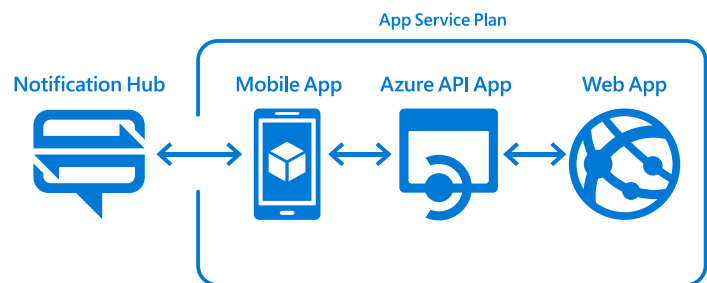 App Service Plan
Notification Hub
Mobile App
Azure API App
Web App